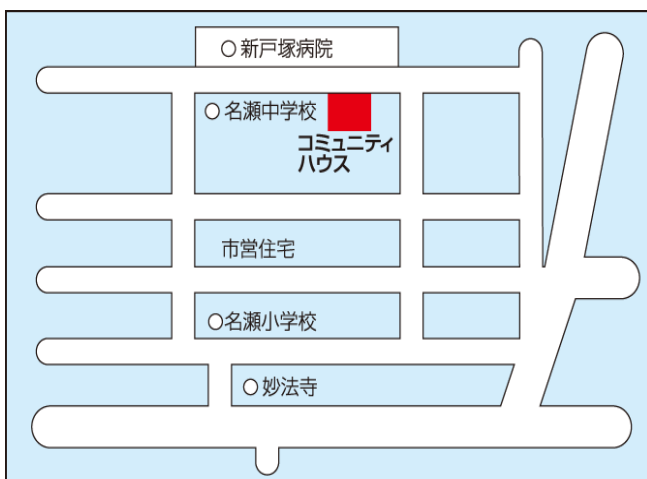 新戸塚病院
名瀬中学校
コミュニティ
ハウス
市営住宅
名瀬小学校
妙法寺